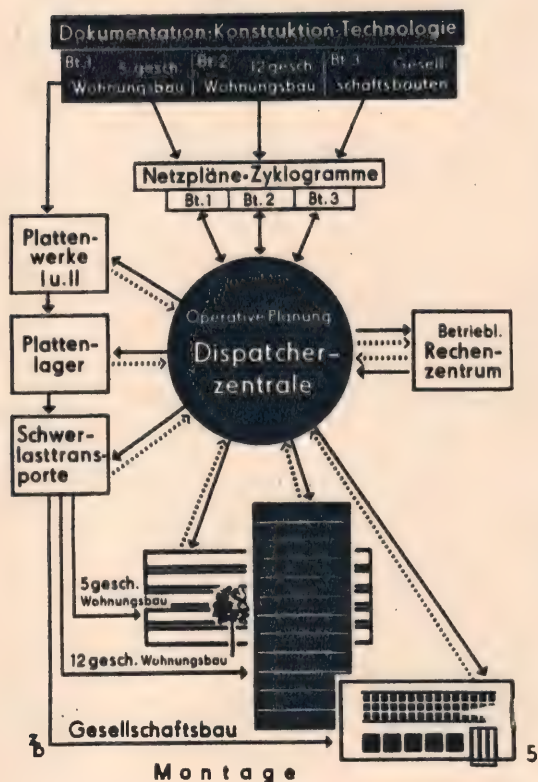 Dokumentation·Konstruktion·Technologie
Bt.1 5 gesch. Wohnungsbau
Bt.2 12 gesch Wohnungsbau
Bt.3 Gesell schaftsbauten
Netzpläne·Zyklogramme
Bt.1 Bt.2 Bt.3
Platten-
werke
I u. II
Operative Planung
Dispatcher-
zentrale
Platten-
lager
Betriebl.
Rechen-
zentrum
Schwer-
lasttrans-
porte
5 gesch.
Wohnungsbau
12 gesch. Wohnungsbau
Gesellschaftsbau
5
Montage